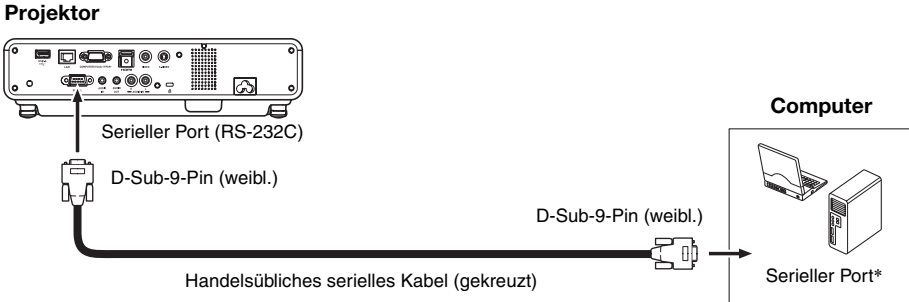 Projektor
LAN
Serieller Port (RS-232C)
Computer
D-Sub-9-Pin (weibl.)
D-Sub-9-Pin (weibl.)
Handelsübliches serielles Kabel (gekreuzt)
Serieller Port*